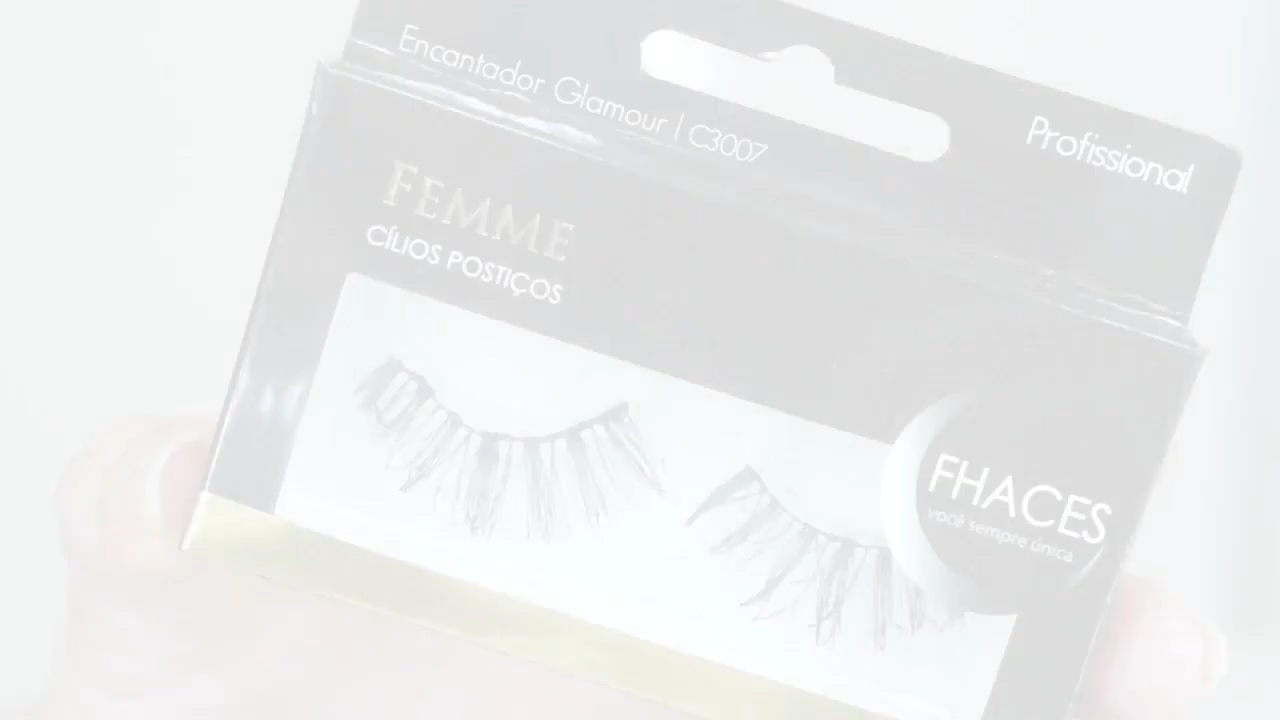 Encantador Glamour | C3007
Profissional
FEMME
CÍLIOS POSTIÇOS
FHACES
você sempre única